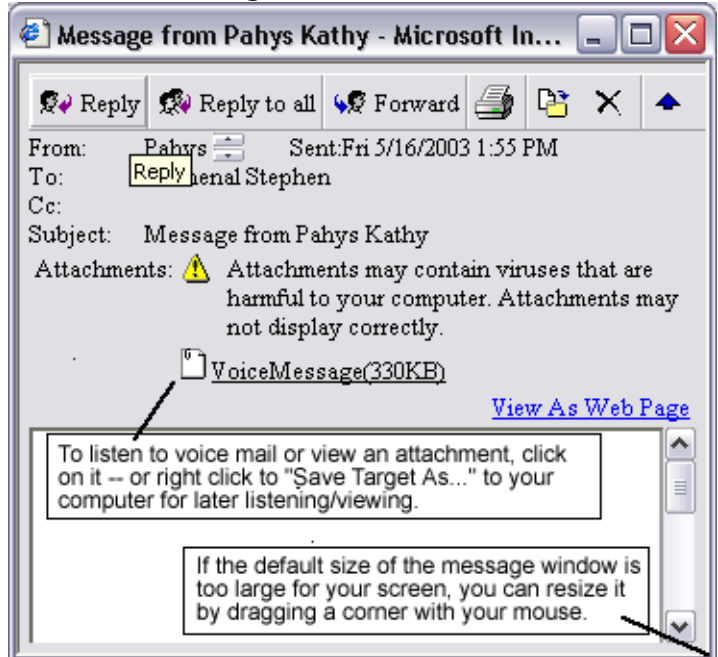 Message from Pahys Kathy - Microsoft In...
Reply Reply to all Forward
From: Pahys Sent:Fri 5/16/2003 1:55 PM
Reply
To: henal Stephen
Cc:
Subject: Message from Pahys Kathy
Attachments: Attachments may contain viruses that are
harmful to your computer. Attachments may
not display correctly.
VoiceMessage(330KB)
View As Web Page
To listen to voice mail or view an attachment, click
on it -- or right click to "Save Target As..." to your
computer for later listening/viewing.
If the default size of the message window is
too large for your screen, you can resize it
by dragging a corner with your mouse.